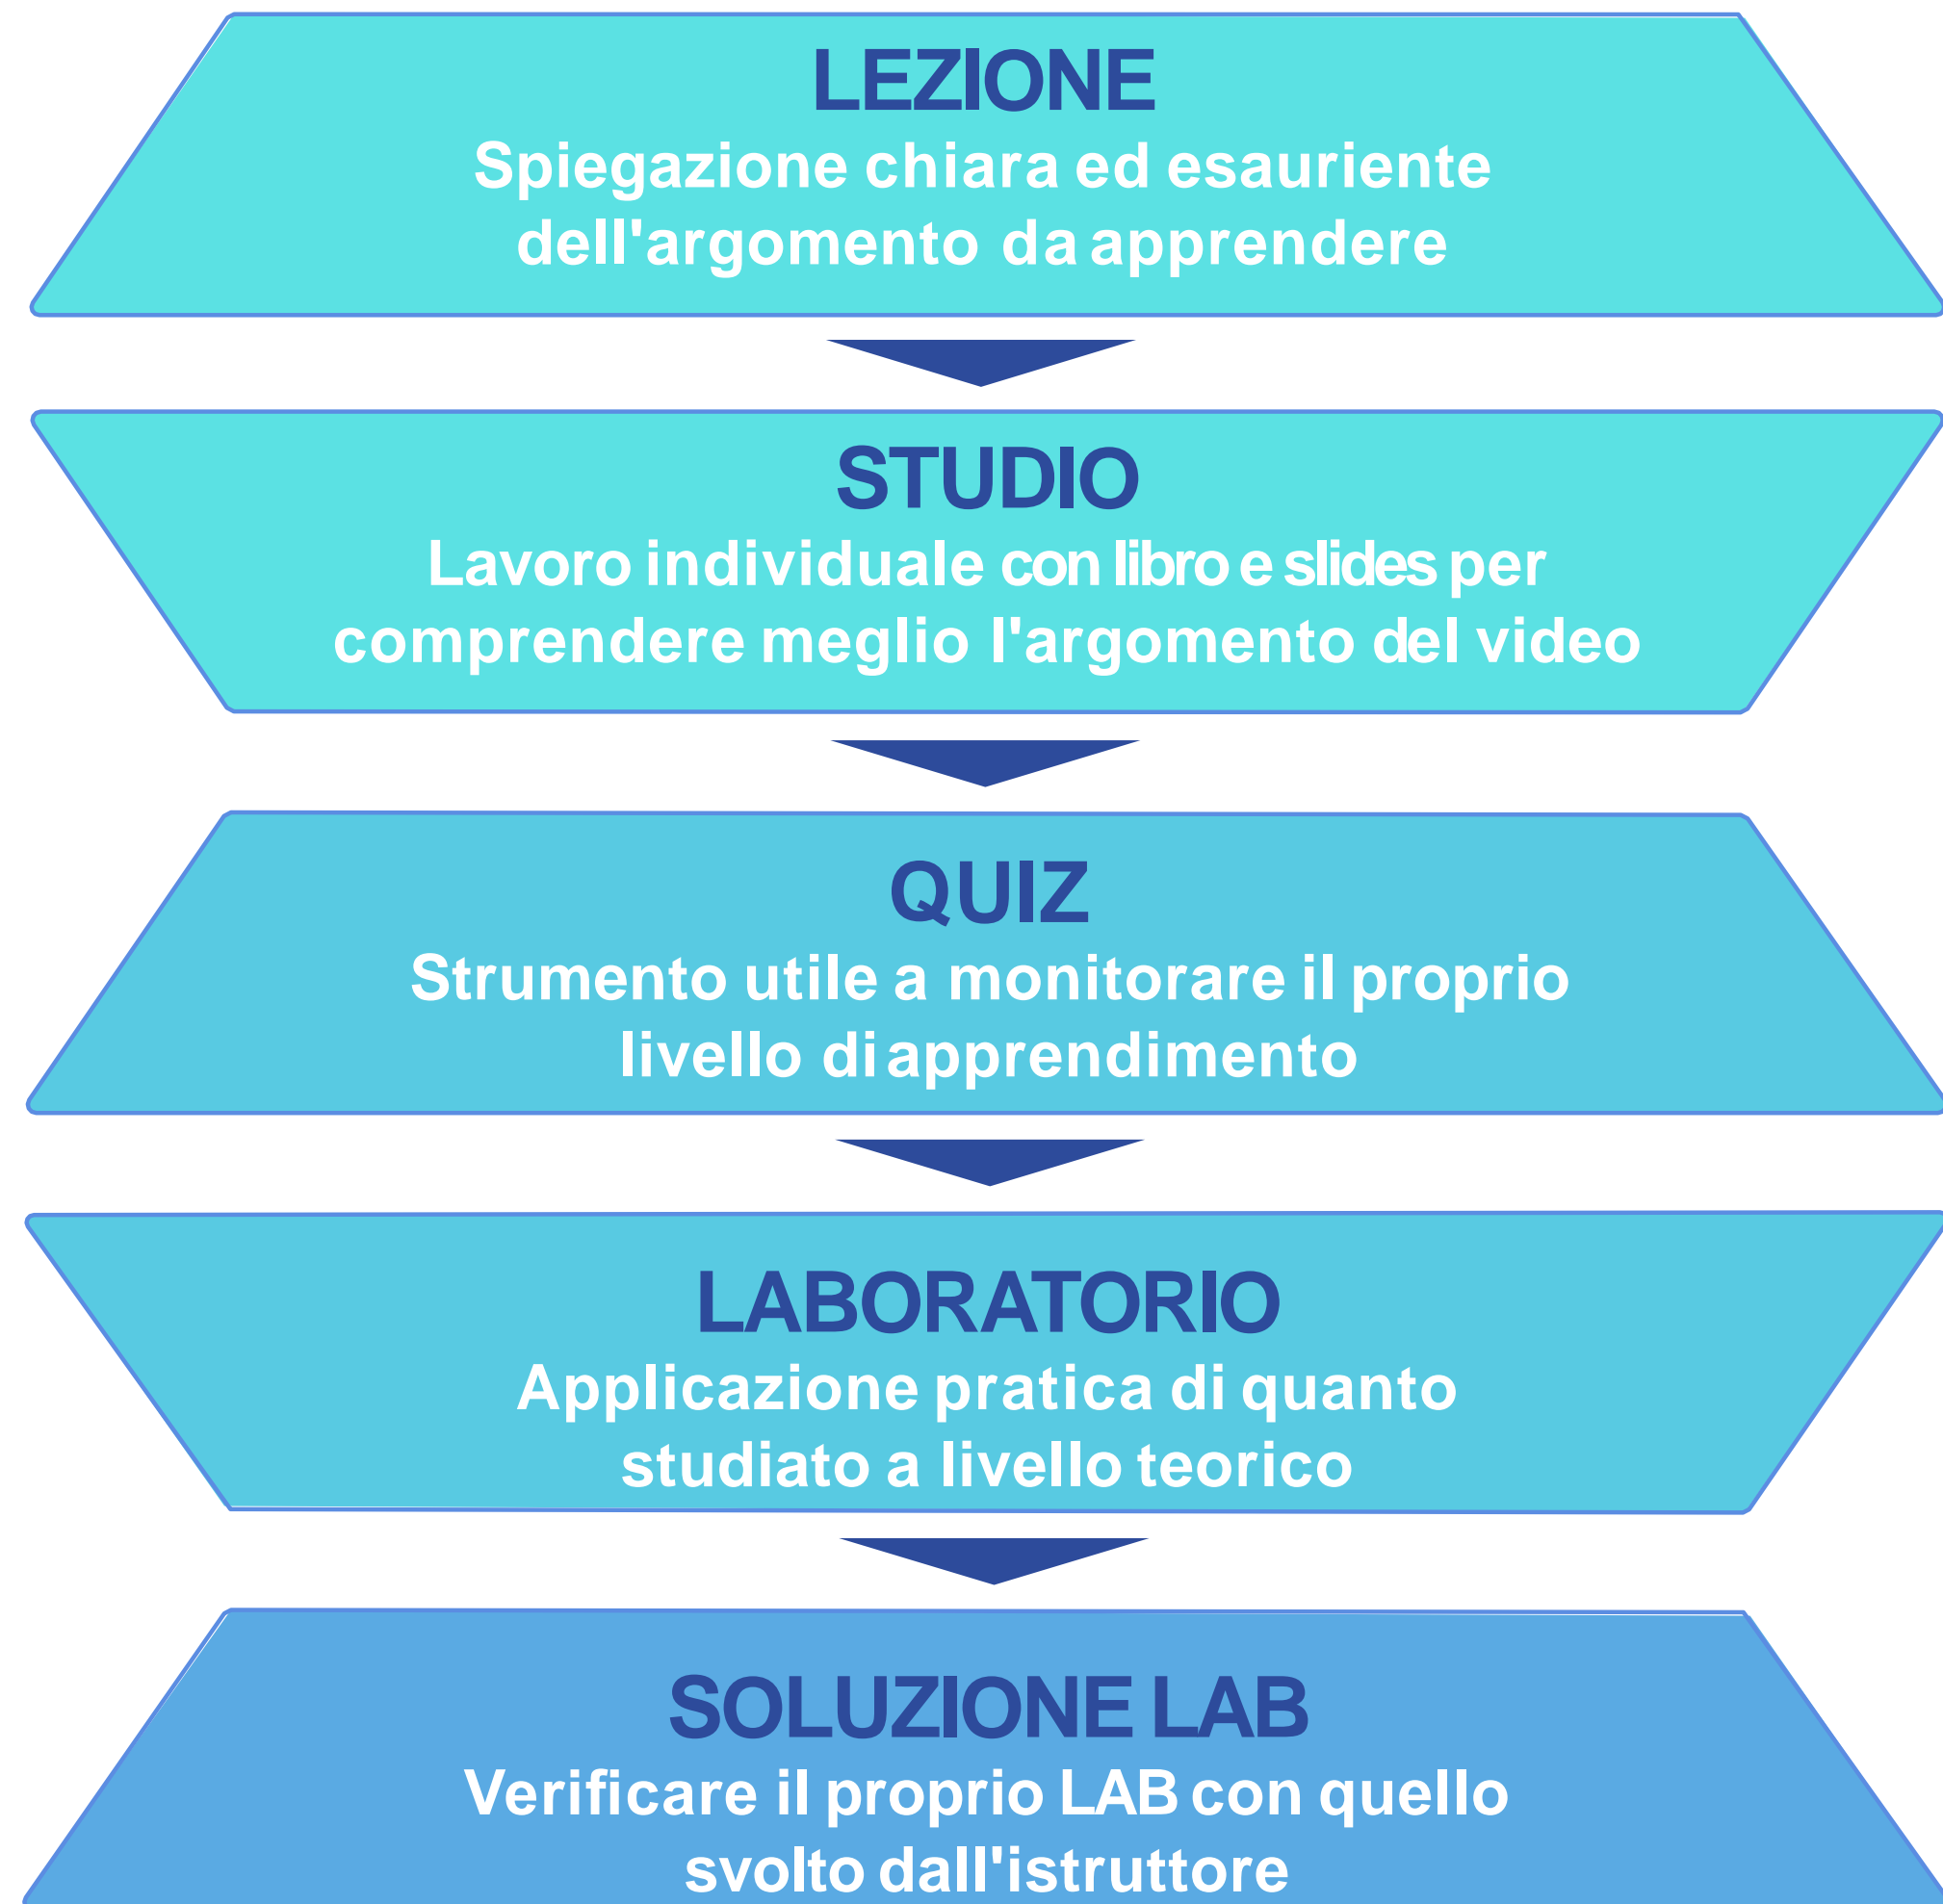 LEZIONE
Spiegazione chiara ed esauriente
dell'argomento da apprendere
STUDIO
Lavoro individuale con libro e slides per
comprendere meglio l'argomento del video
QUIZ
Strumento utile a monitorare il proprio
livello di apprendimento
LABORATORIO
Applicazione pratica di quanto
studiato a livello teorico
SOLUZIONE LAB
Verificare il proprio LAB con quello
svolto dall'istruttore